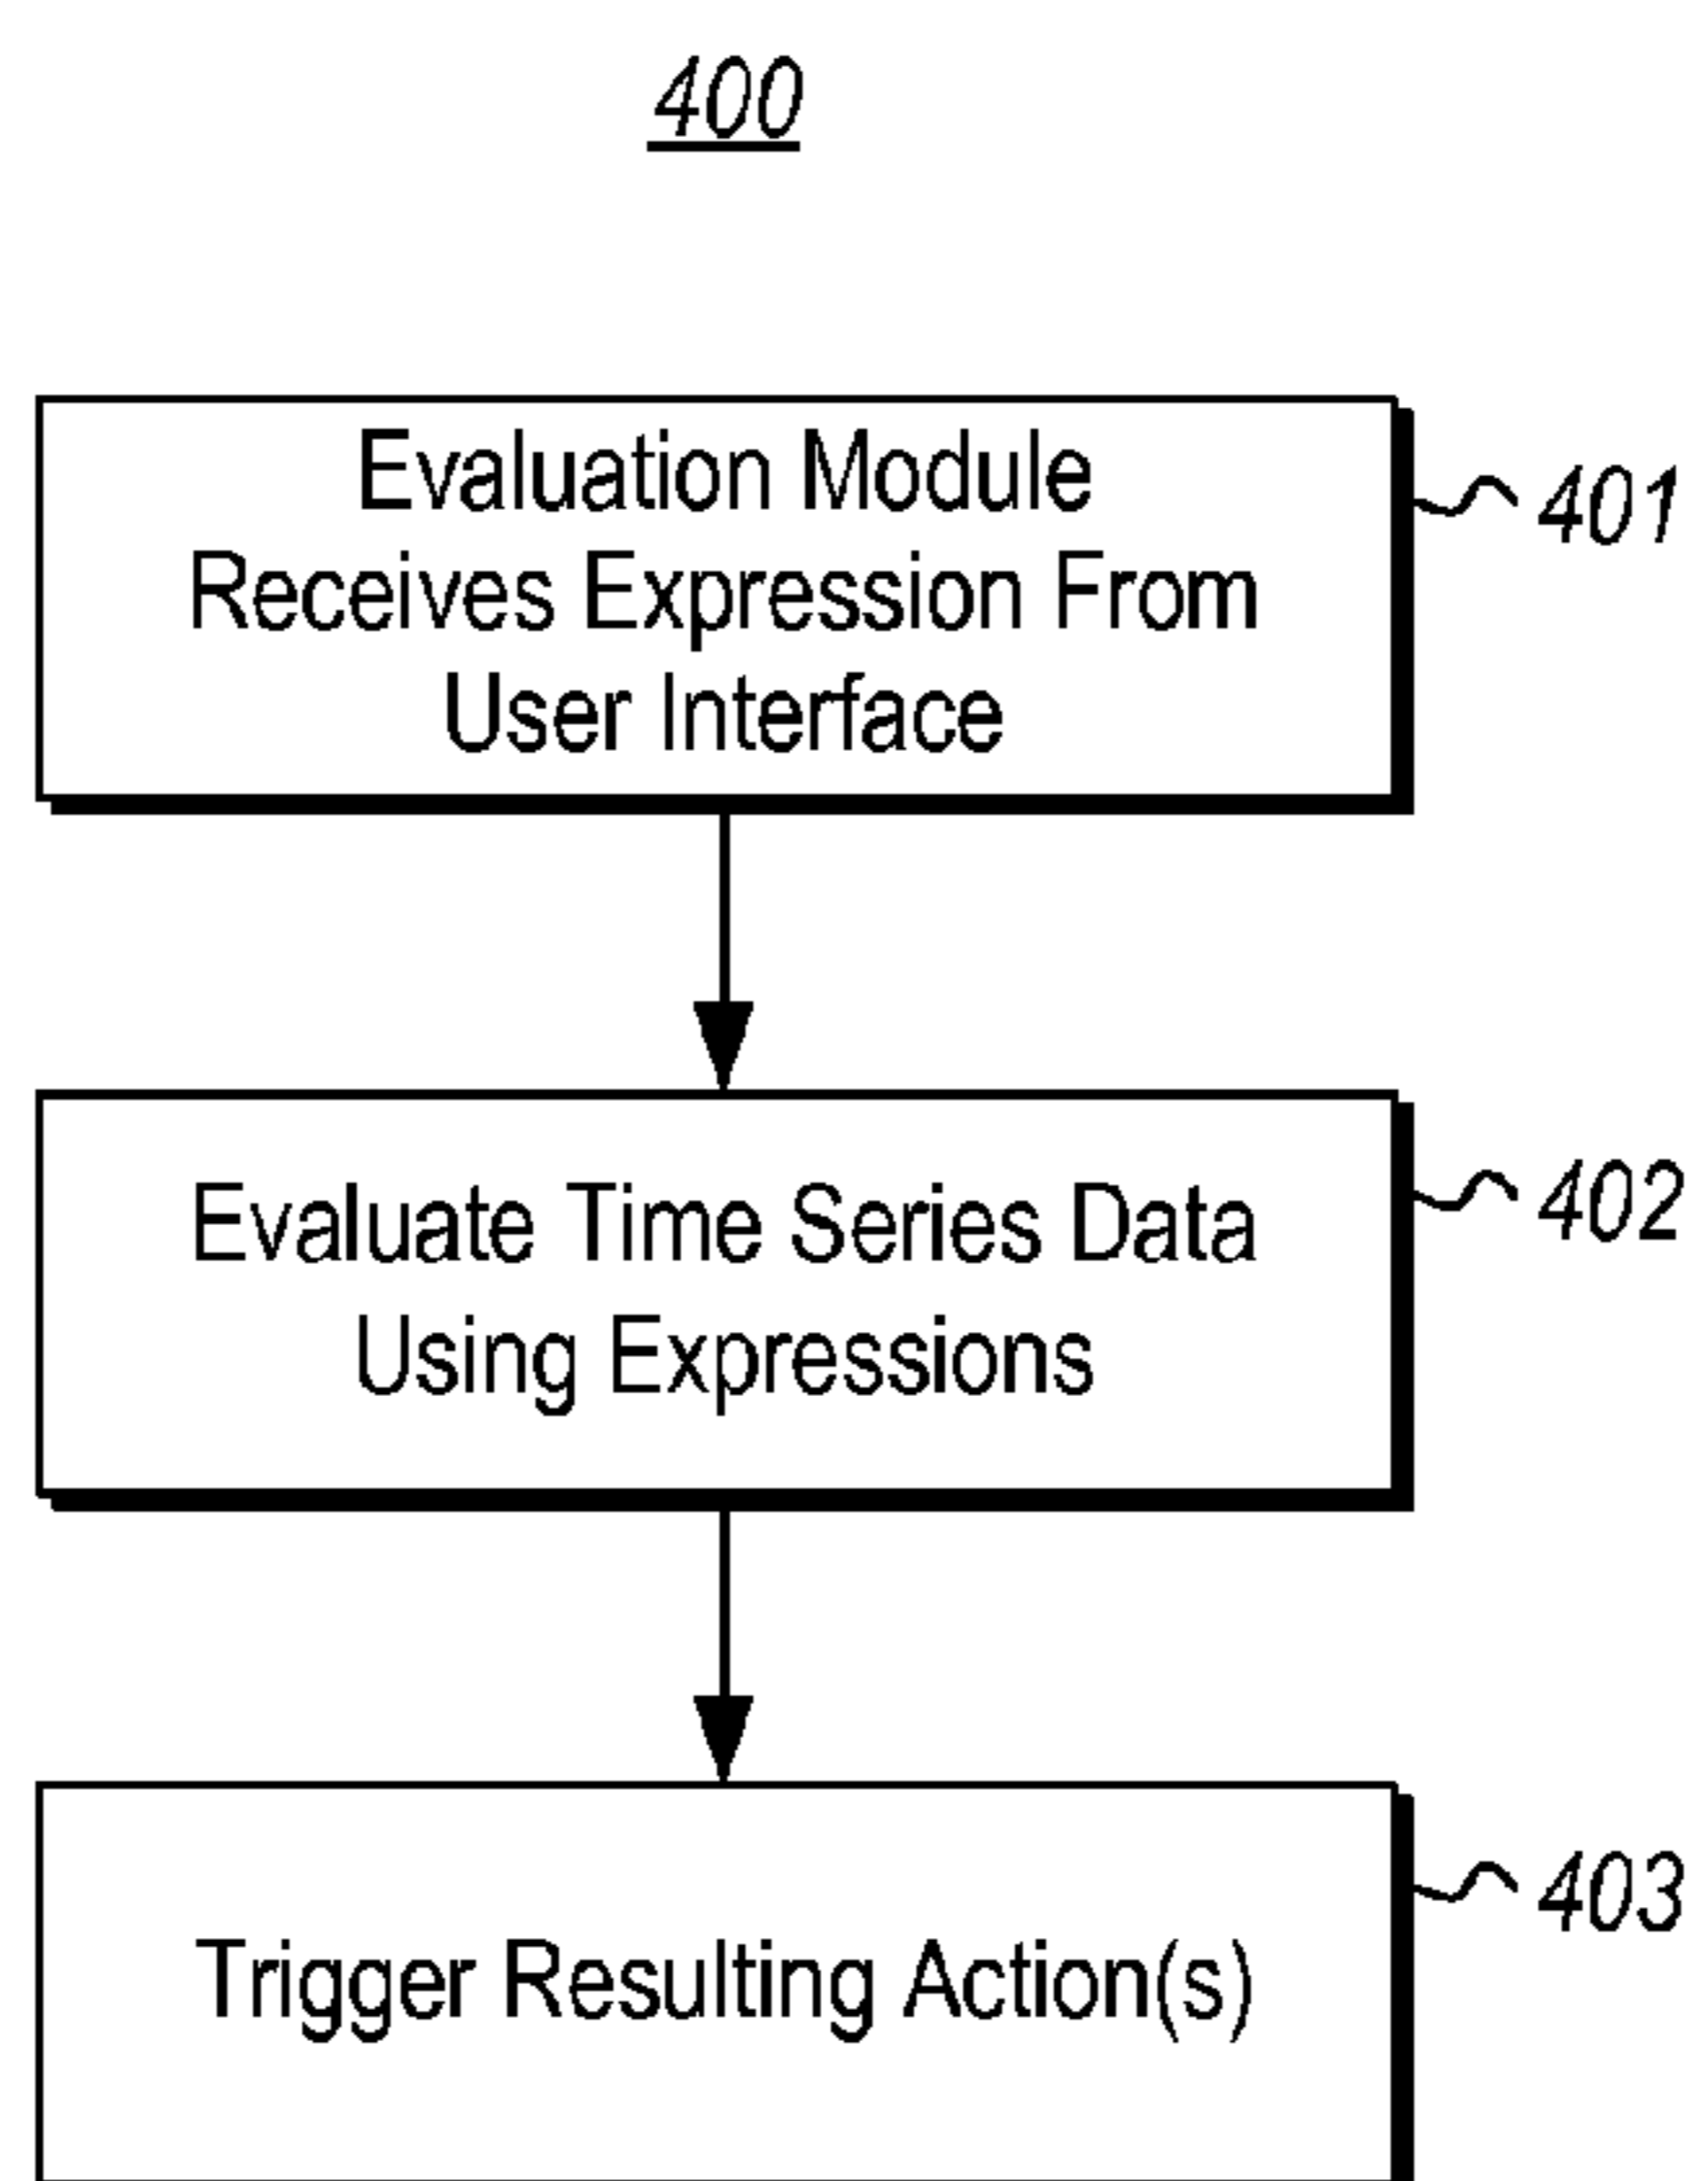 400
Evaluation Module
Receives Expression From
User Interface
401
Evaluate Time Series Data
Using Expressions
402
Trigger Resulting Action(s)
403